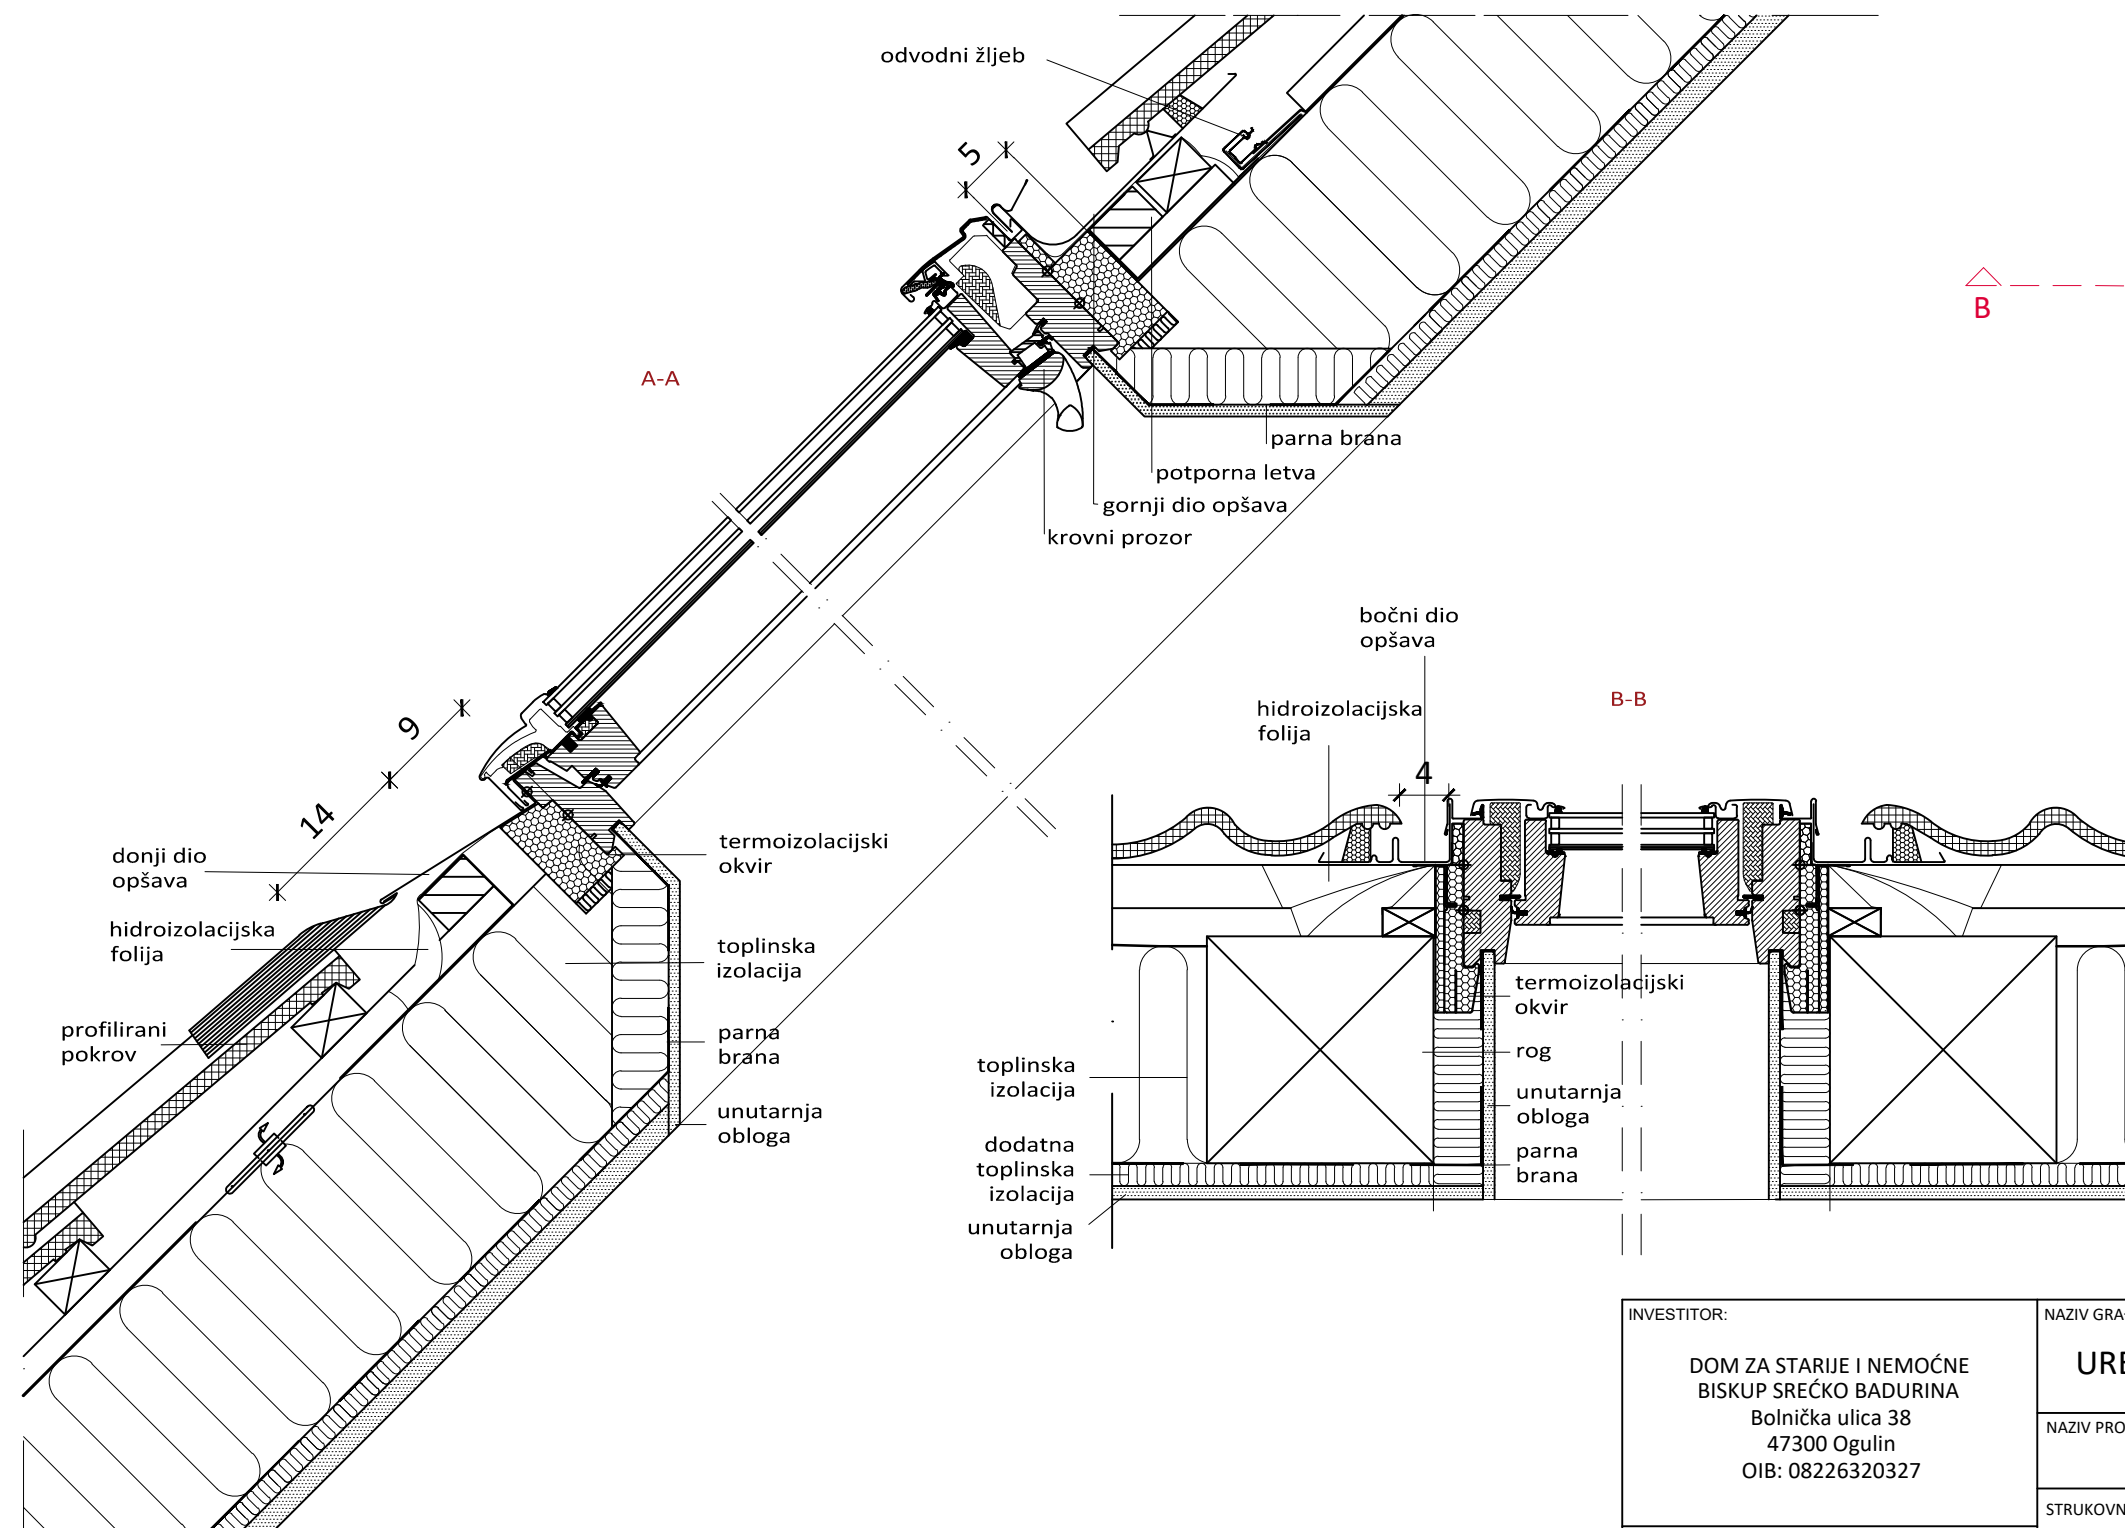 odvodni žljeb
5
B
A-A
parna brana
potporna letva
gornji dio opšava
krovni prozor
9
14
donji dio
opšava
hidroizolacijska
folija
profilirani
pokrov
termoizolacijski
okvir
toplinska
izolacija
parna
brana
unutarnja
obloga
bočni dio
opšava
B-B
hidroizolacijska
folija
4
termoizolacijski
okvir
rog
unutarnja
obloga
parna
brana
toplinska
izolacija
dodatna
toplinska
izolacija
unutarnja
obloga
INVESTITOR:
DOM ZA STARIJE I NEMOĆNE
BISKUP SREĆKO BADURINA
Bolnička ulica 38
47300 Ogulin
OIB: 08226320327
NAZIV
NAZIV